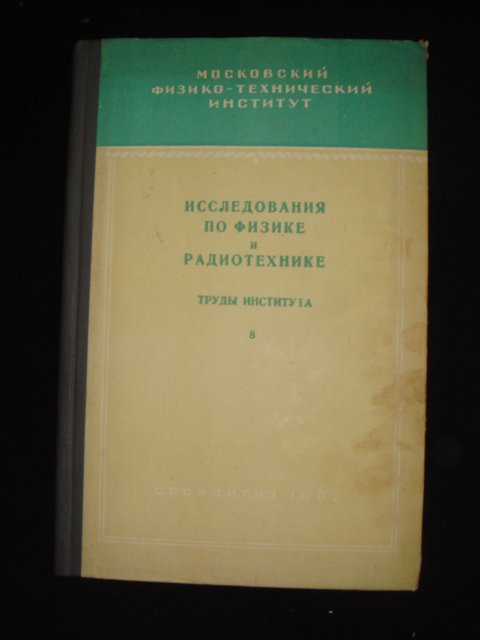 МОСКОВСКИЙ
ФИЗИКО-ТЕХНИЧЕСКИЙ
ИНСТИТУТ
ИССЛЕДОВАНИЯ
ПО ФИЗИКЕ
И
РАДИОТЕХНИКЕ
ТРУДЫ ИНСТИТУТА
8
ОБОРОНГИЗ·1962